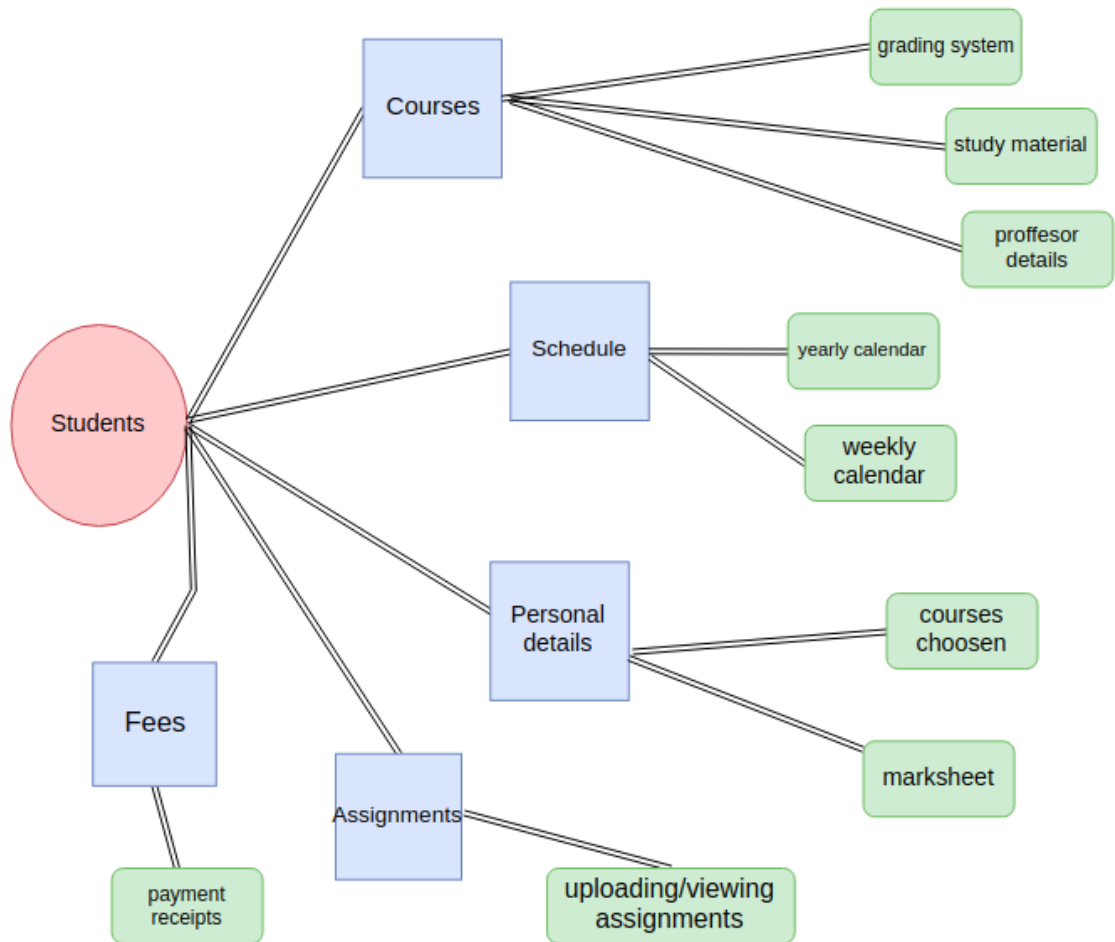 grading system
Courses
study material
proffesor
details
Schedule
yearly calendar
Students
weekly
calendar
Personal
details
courses
choosen
Fees
marksheet
Assignments
payment
receipts
uploading/viewing
assignments